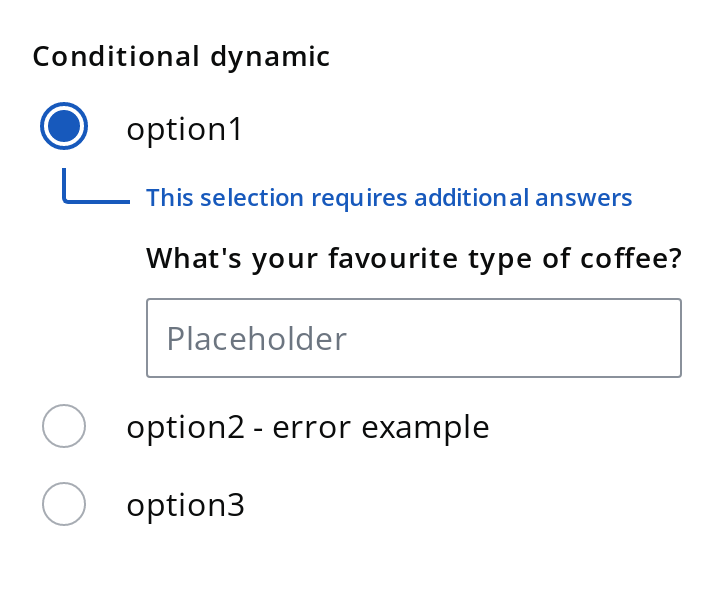 Conditional dynamic
option1
This selection requires additional answers
What's your favourite type of coffee?
Placeholder
option2 - error example
option3